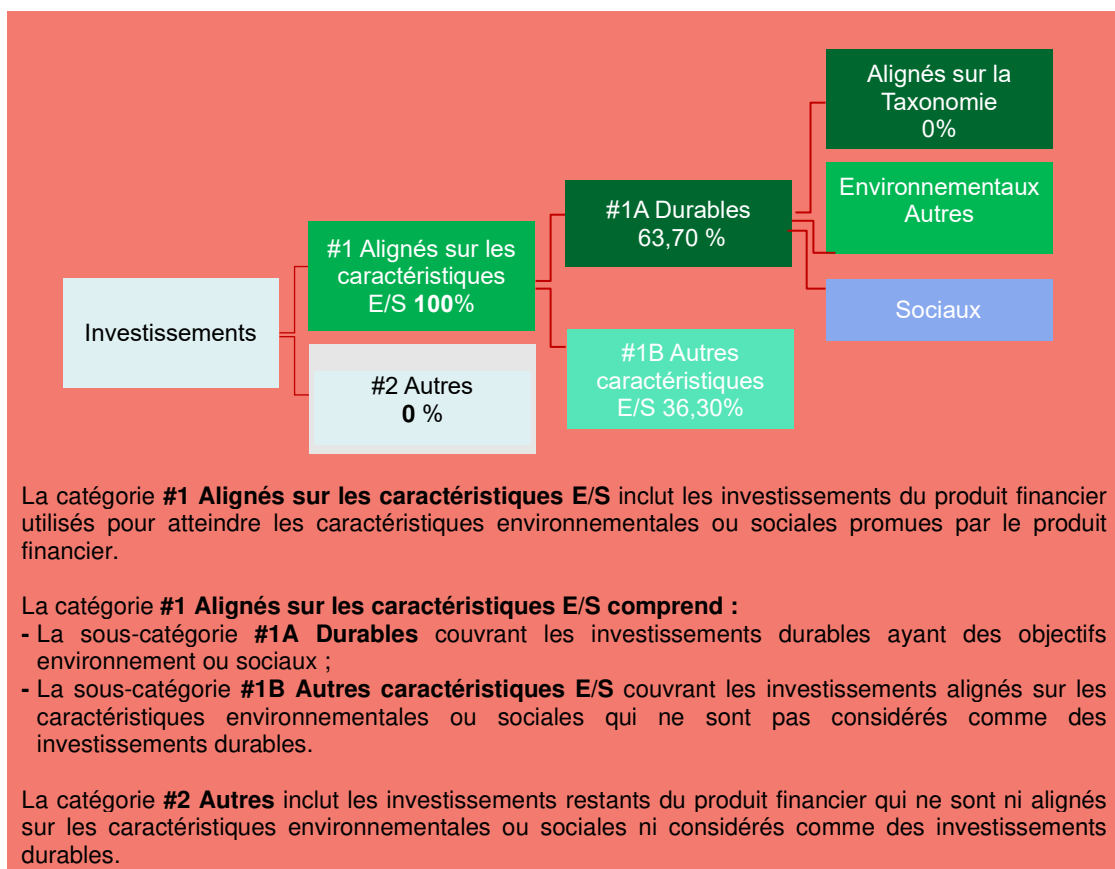 Alignés sur la
Taxonomie
0%
Environnementaux
Autres
#1A Durables
63,70 %
#1 Alignés sur les
caractéristiques
E/S 100%
Sociaux
Investissements
#1B Autres
caractéristiques
E/S 36,30%
#2 Autres
0 %
La catégorie #1 Alignés sur les caractéristiques E/S inclut les investissements du produit financier
utilisés pour atteindre les caractéristiques environnementales ou sociales promues par le produit
financier.
La catégorie #1 Alignés sur les caractéristiques E/S comprend :
- La sous-catégorie #1A Durables couvrant les investissements durables ayant des objectifs
environnement ou sociaux ;
- La sous-catégorie #1B Autres caractéristiques E/S couvrant les investissements alignés sur les
caractéristiques environnementales ou sociales qui ne sont pas considérés comme des
investissements durables.
La catégorie #2 Autres inclut les investissements restants du produit financier qui ne sont ni alignés
sur les caractéristiques environnementales ou sociales ni considérés comme des investissements
durables.